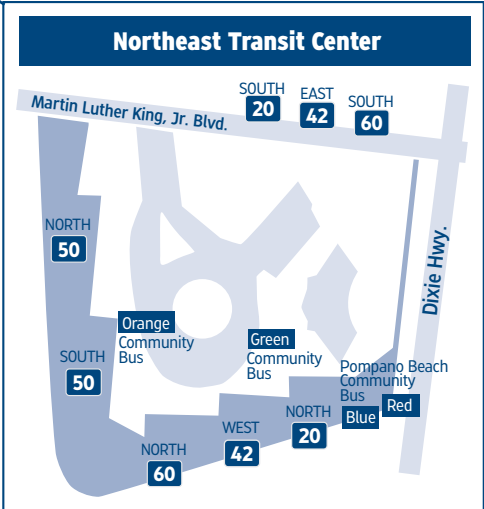 Northeast Transit Center
Martin Luther King, Jr. Blvd.
SOUTH
20
EAST
42
SOUTH
60
Dixie Hwy.
NORTH
50
SOUTH
50
Orange
Community
Bus
Green
Community
Bus
Pompano Beach
Community
Bus
Blue
Red
NORTH
20
WEST
42
NORTH
60